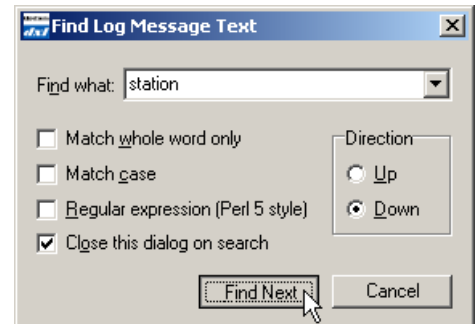 Find Log Message Text
Find what: station
Match whole word only
Match case
Regular expression (Perl 5 style)
Close this dialog on search
Direction
Up
Down
Find Next
Cancel